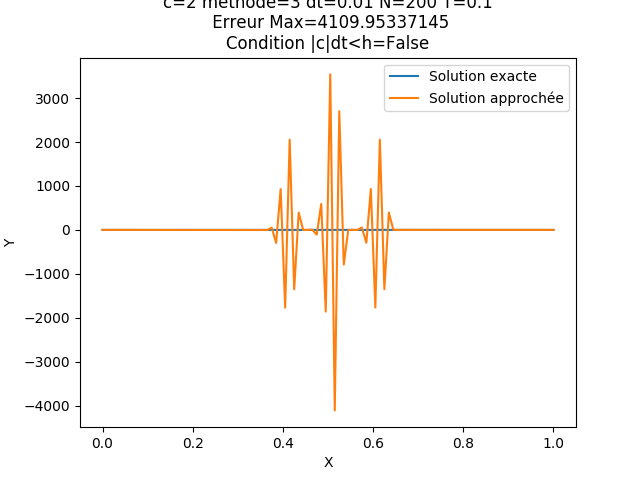 c=2 methode=3 dt=0.01 N=200 T=0.1
Erreur Max=4109.95337145
Condition |c|dt<h=False
Solution exacte
Solution approchée
3000
2000
1000
0
−1000
−2000
−3000
−4000
Y
0.0 0.2 0.4 0.6 0.8 1.0
X